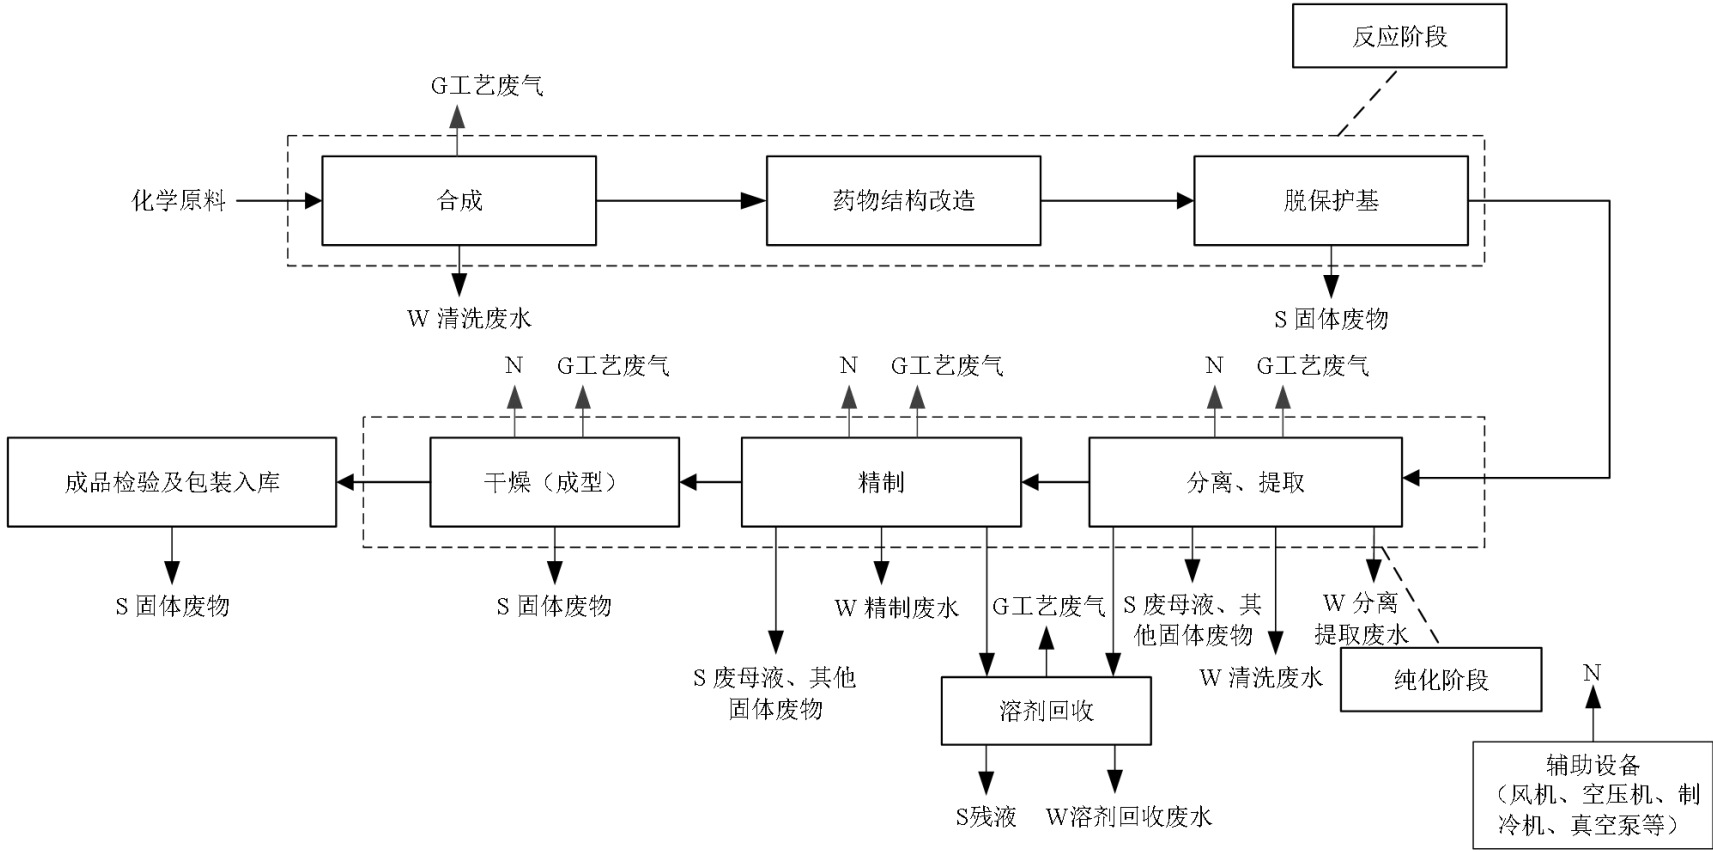 反应阶段
G工艺废气
化学原料
合成
药物结构改造
脱保护基
W 清洗废水
S 固体废物
N
G工艺废气
N
G工艺废气
N
G工艺废气
成品检验及包装入库
干燥（成型）
精制
分离、提取
S 固体废物
S 固体废物
W 精制废水
G工艺废气
S 废母液、其
他固体废物
W 分离
提取废水
S 废母液、其他
固体废物
W 清洗废水
纯化阶段
N
溶剂回收
辅助设备
（风机、空压机、制
冷机、真空泵等）
S残液
W溶剂回收废水